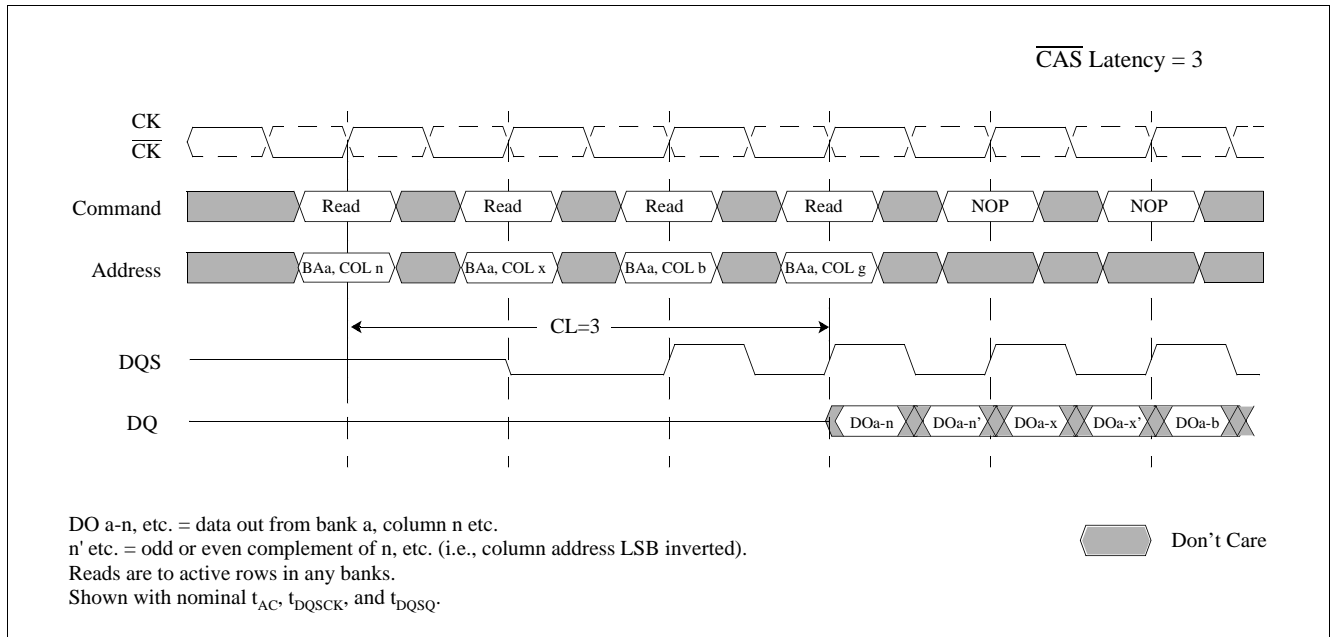 CAS Latency = 3
CK
CK
Command Read Read Read Read NOP NOP
Address BAa, COL n BAa, COL x BAa, COL b BAa, COL g
CL=3
DQS
DQ DOa-n DOa-n’ DOa-x DOa-x’ DOa-b
DO a-n, etc. = data out from bank a, column n etc.
n' etc. = odd or even complement of n, etc. (i.e., column address LSB inverted).
Reads are to active rows in any banks.
Shown with nominal tAC, tDQSCK, and tDQSQ.
Don’t Care